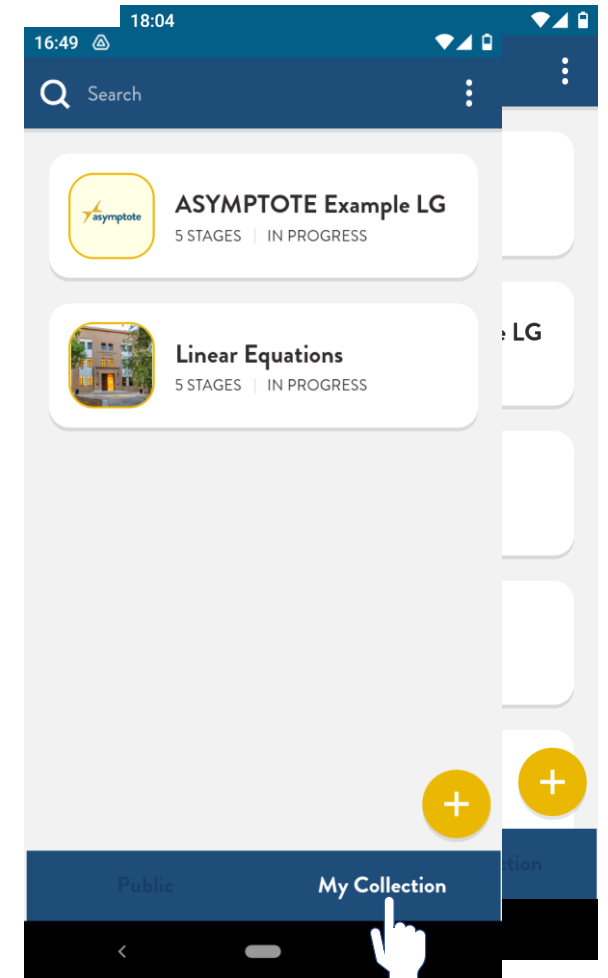 18:04
16:49
Search
asymptote
ASYMPTOTE Example LG
5 STAGES | IN PROGRESS
LG
Linear Equations
5 STAGES | IN PROGRESS
+
+
Public
My Collection
ction